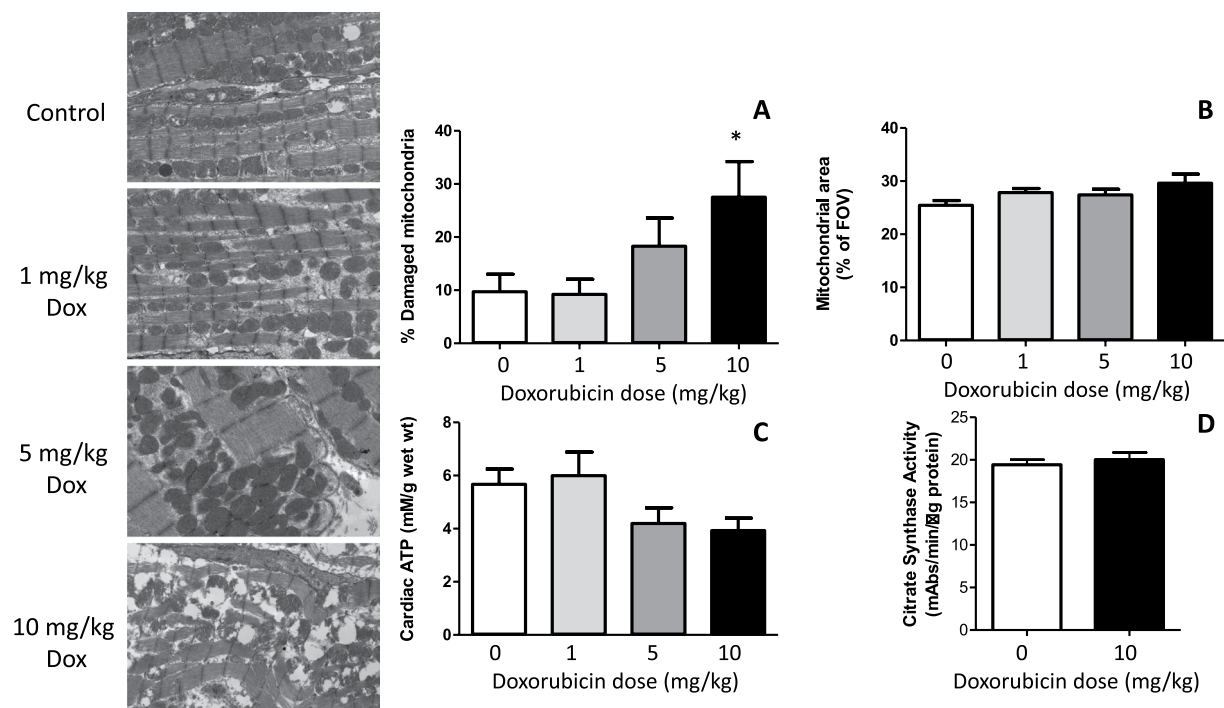 Control
1 mg/kg
Dox
5 mg/kg
Dox
10 mg/kg
Dox
A
% Damaged mitochondria
40
30
20
10
0
*
0 1 5 10
Doxorubicin dose (mg/kg)
B
Mitochondrial area
(% of FOV)
40
30
20
10
0
0 1 5 10
Doxorubicin dose (mg/kg)
C
Cardiac ATP (mM/g wet wt)
8
6
4
2
0
0 1 5 10
Doxorubicin dose (mg/kg)
D
Citrate Synthase Activity
(mAbs/min/�g protein)
25
20
15
10
5
0
0 10
Doxorubicin dose (mg/kg)